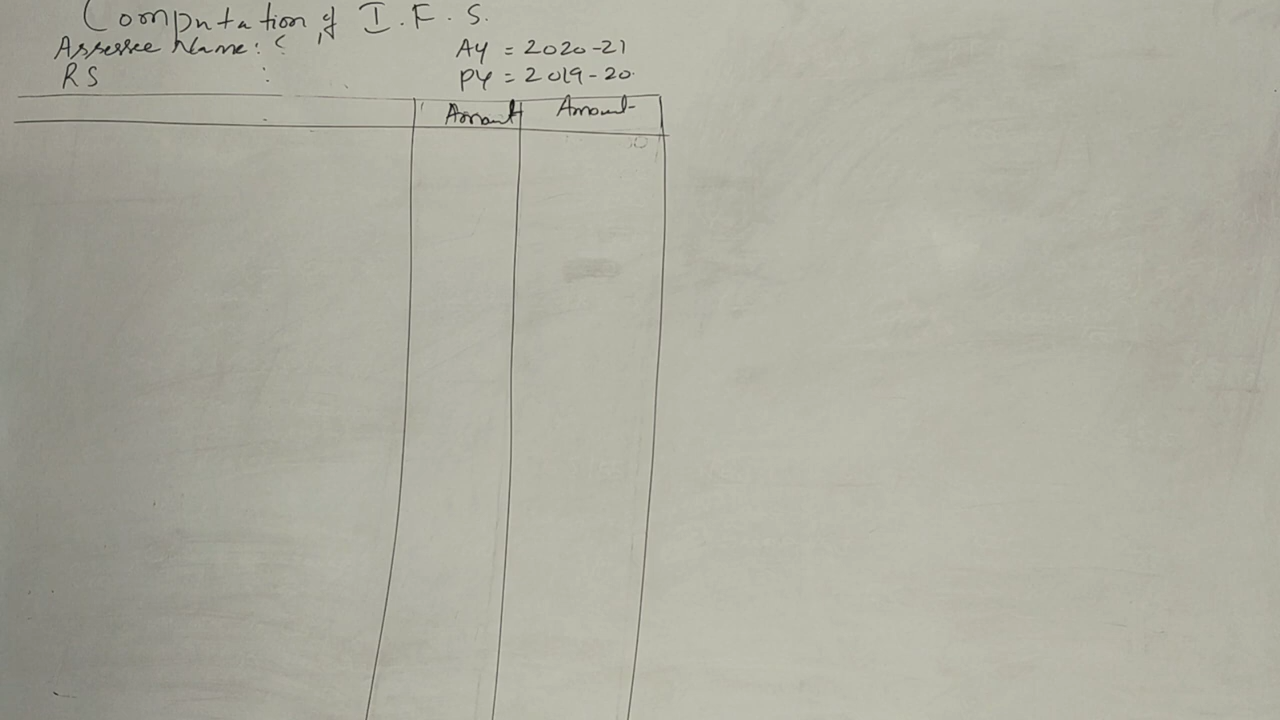 Computation of I.F.S.
Assessee Name: AY = 2020-21
RS : PY = 2019-20
Amount Amount